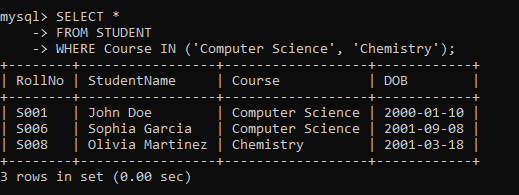 mysql> SELECT *
    -> FROM STUDENT
    -> WHERE Course IN ('Computer Science', 'Chemistry');
+--------+-----------------+------------------+------------+
| RollNo | StudentName     | Course           | DOB        |
+--------+-----------------+------------------+------------+
| S001   | John Doe        | Computer Science | 2000-01-10 |
| S006   | Sophia Garcia   | Computer Science | 2001-09-08 |
| S008   | Olivia Martinez | Chemistry        | 2001-03-18 |
+--------+-----------------+------------------+------------+
3 rows in set (0.00 sec)